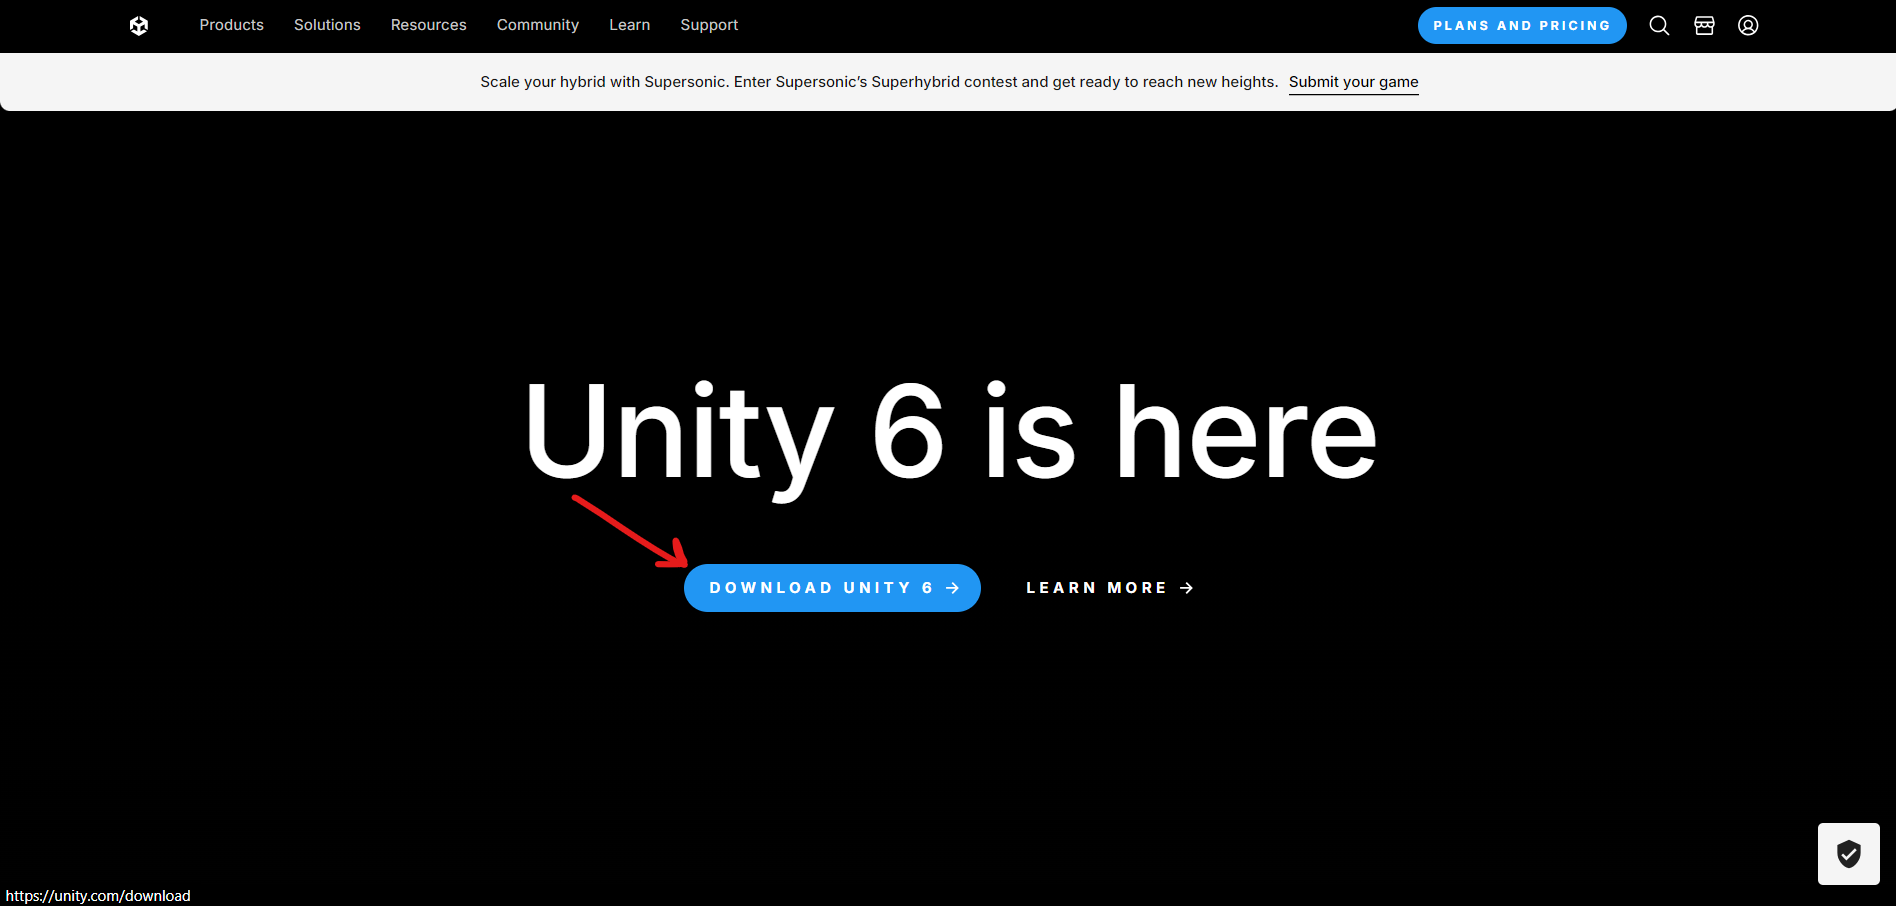 Products Solutions Resources Community Learn Support PLANS AND PRICING
Scale your hybrid with Supersonic. Enter Supersonic’s Superhybrid contest and get ready to reach new heights. Submit your game
Unity 6 is here
DOWNLOAD UNITY 6 → LEARN MORE →
https://unity.com/download